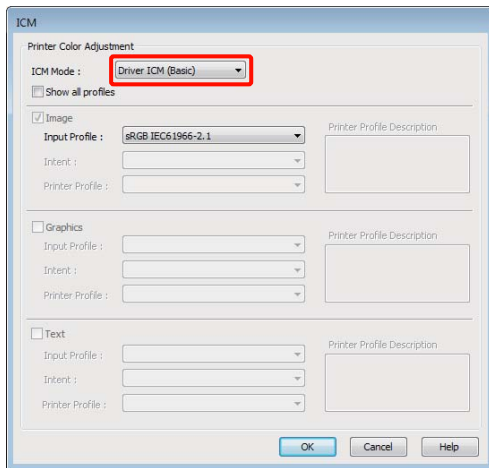 ICM
Printer Color Adjustment
ICM Mode : Driver ICM (Basic)
Show all profiles
Image
Input Profile : sRGB IEC61966-2.1
Printer Profile Description
Intent :
Printer Profile :
Graphics
Input Profile :
Printer Profile Description
Intent :
Printer Profile :
Text
Input Profile :
Printer Profile Description
Intent :
Printer Profile :
OK Cancel Help